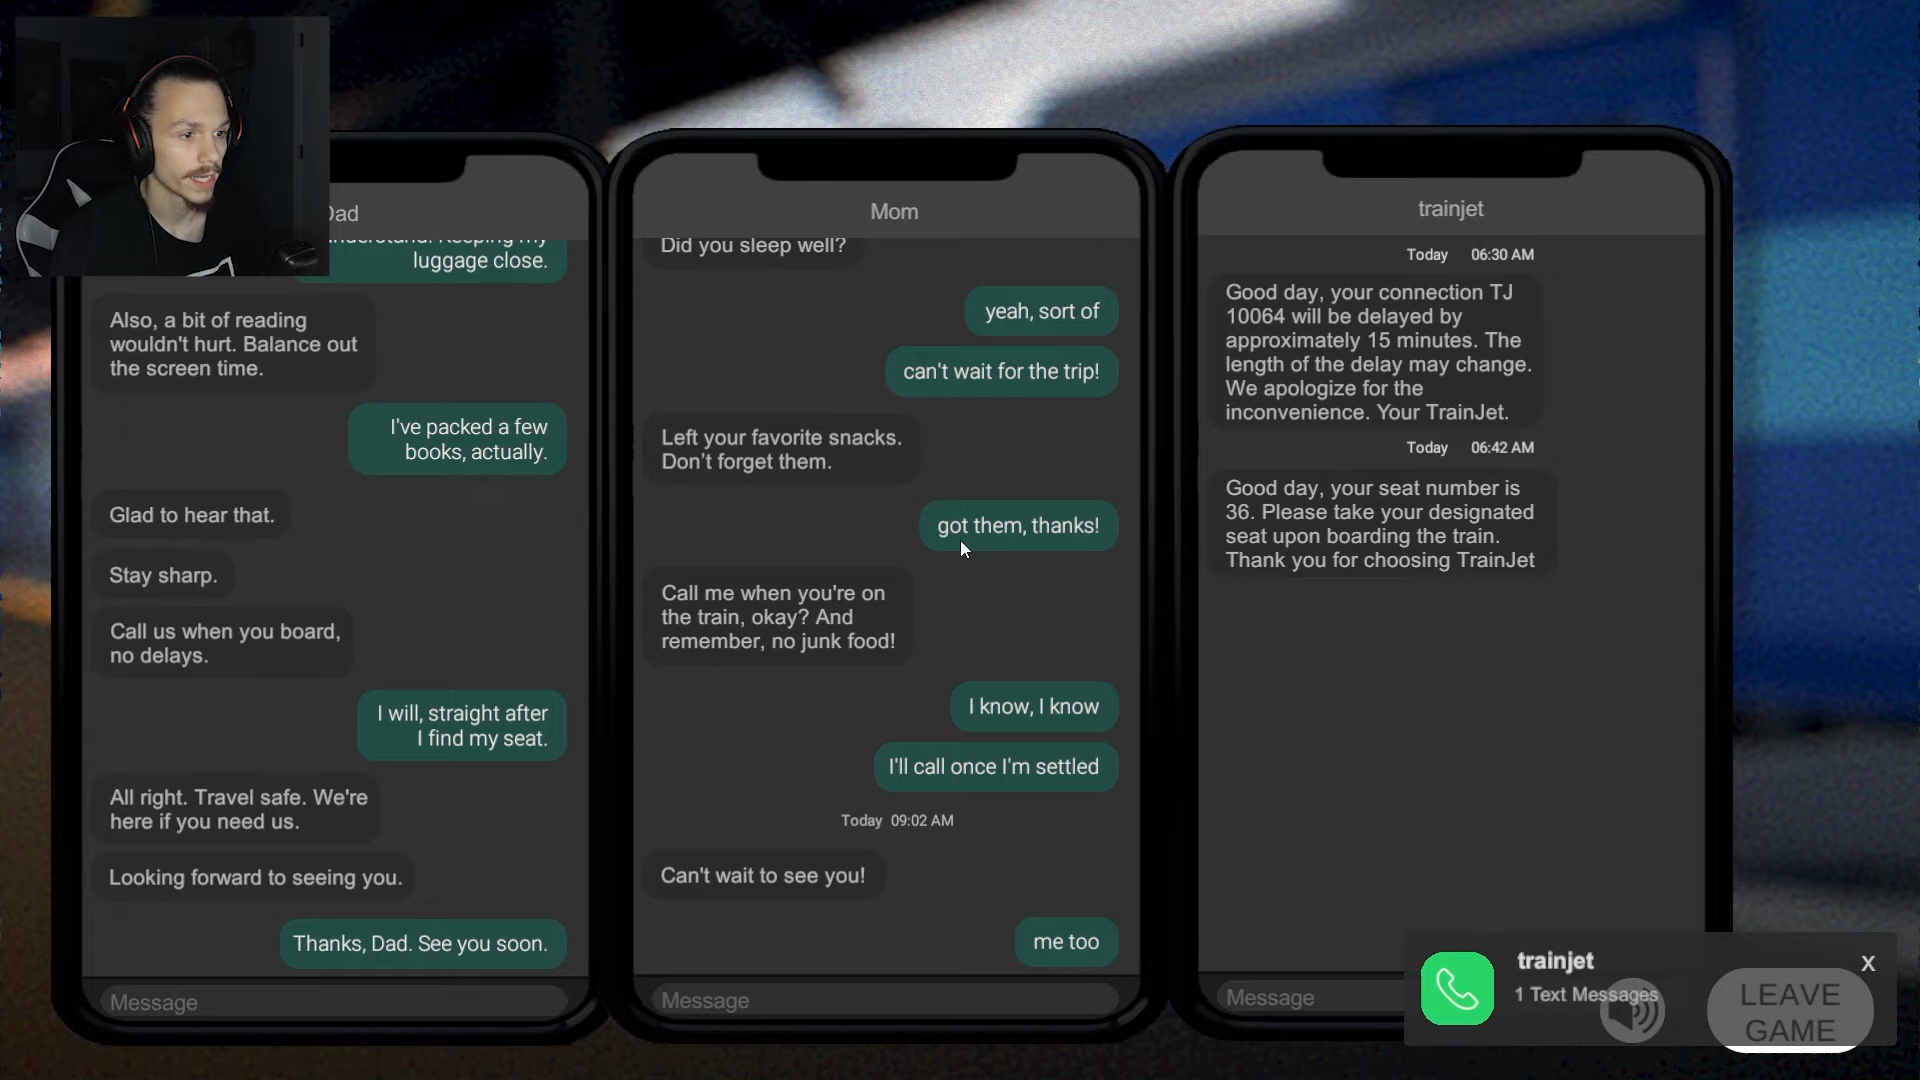 Dad
luggage close.
Also, a bit of reading
wouldn't hurt. Balance out
the screen time.
I've packed a few
books, actually.
Glad to hear that.
Stay sharp.
Call us when you board,
no delays.
I will, straight after
I find my seat.
All right. Travel safe. We're
here if you need us.
Looking forward to seeing you.
Thanks, Dad. See you soon.
Message
Mom
Did you sleep well?
yeah, sort of
can't wait for the trip!
Left your favorite snacks.
Don't forget them.
got them, thanks!
Call me when you're on
the train, okay? And
remember, no junk food!
I know, I know
I'll call once I'm settled
Today 09:02 AM
Can't wait to see you!
me too
Message
trainjet
Today 06:30 AM
Good day, your connection TJ
10064 will be delayed by
approximately 15 minutes. The
length of the delay may change.
We apologize for the
inconvenience. Your TrainJet.
Today 06:42 AM
Good day, your seat number is
36. Please take your designated
seat upon boarding the train.
Thank you for choosing TrainJet
Message
trainjet
X
1 Text Messages
LEAVE
GAME